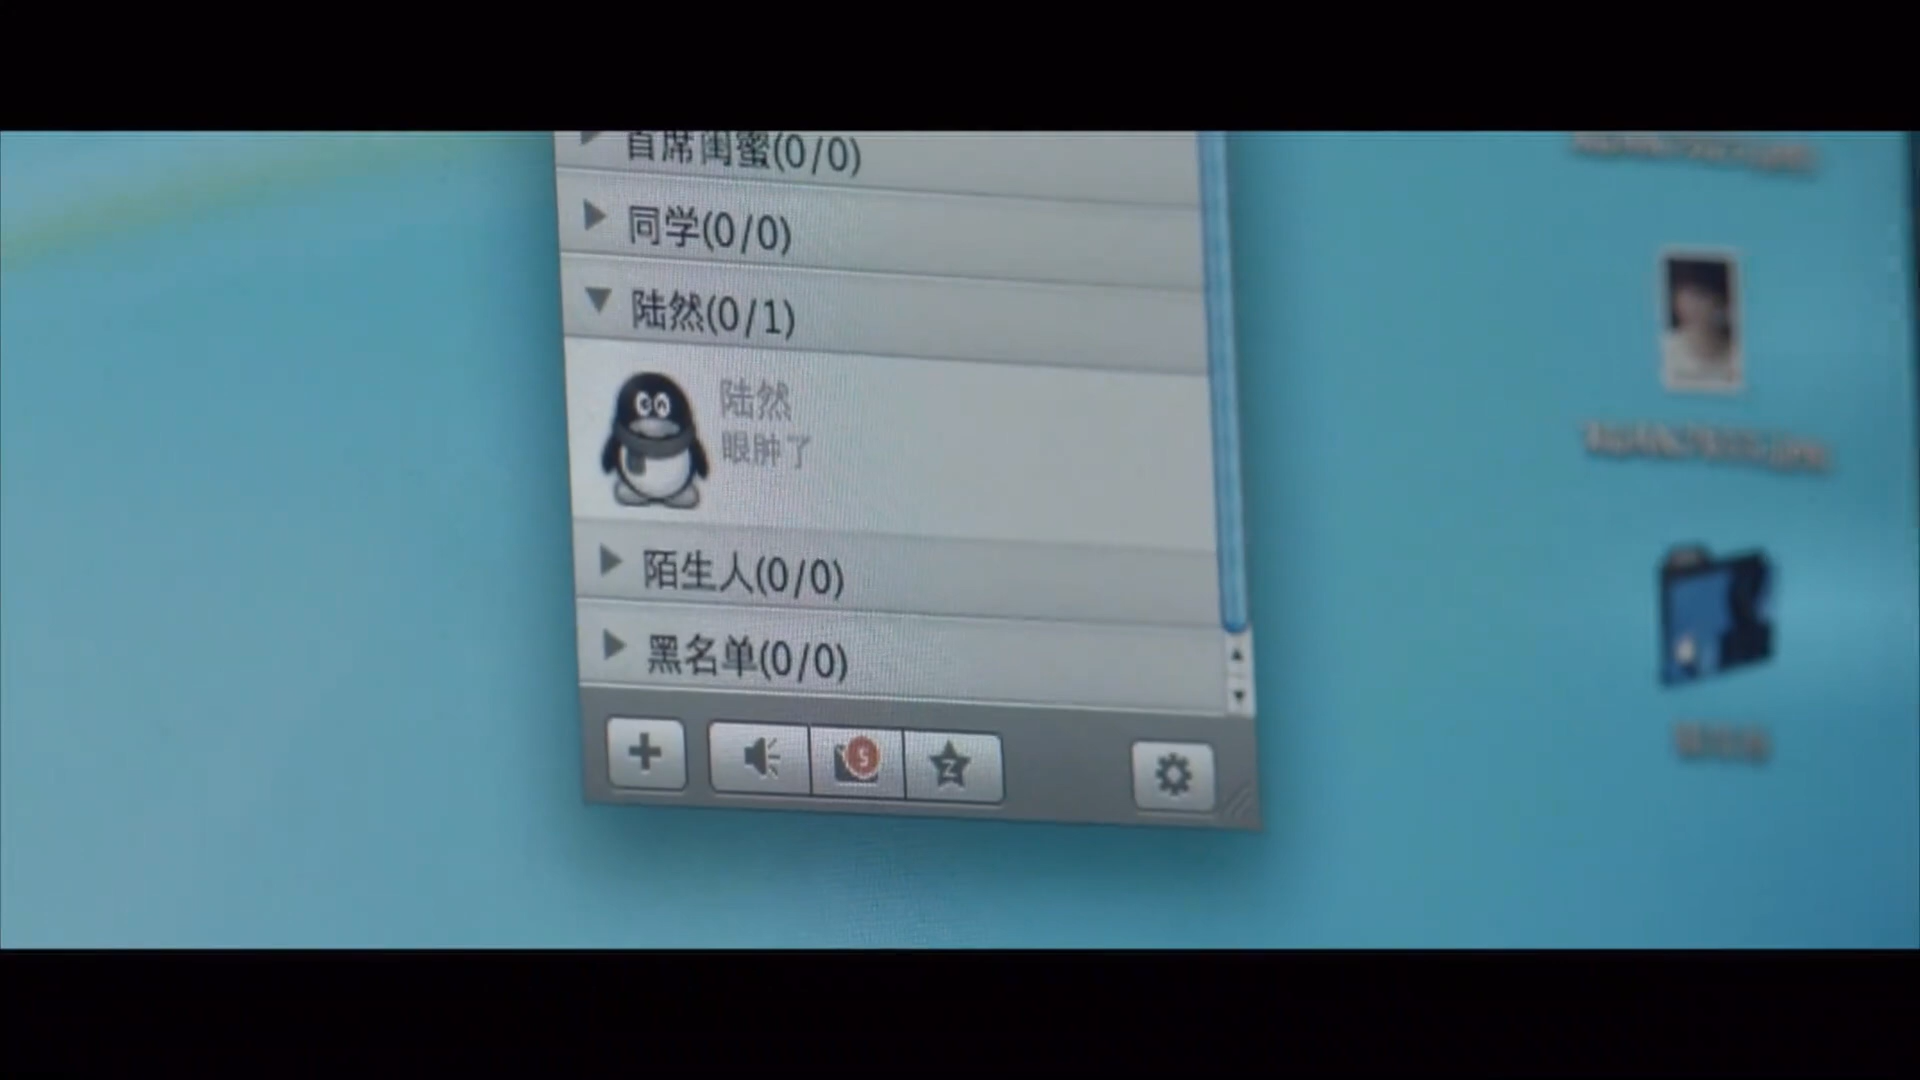 首席闺蜜(0/0)
同学(0/0)
陆然(0/1)
陆然
眼肿了
陌生人(0/0)
黑名单(0/0)
5
Z